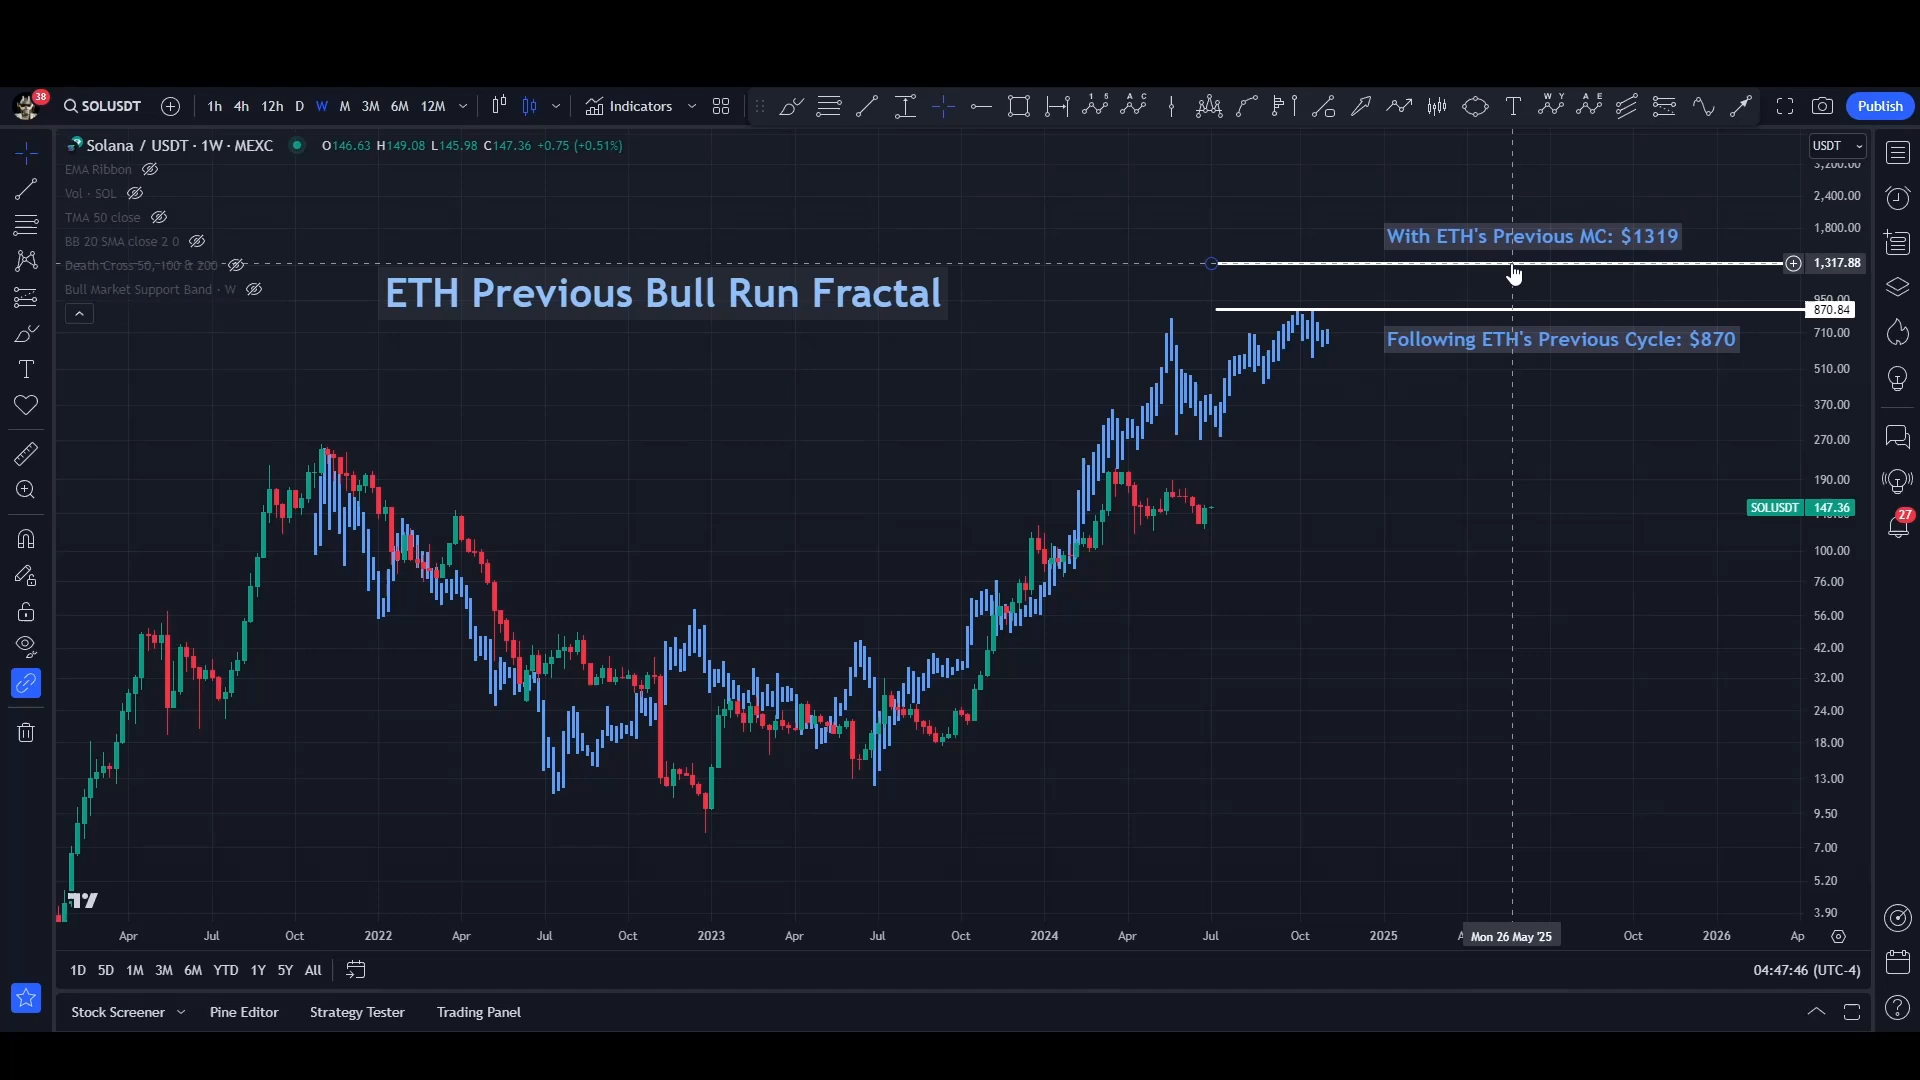 38
SOLUSDT
1h 4h 12h D W M 3M 6M 12M
Indicators
Publish
Solana / USDT · 1W · MEXC
O146.63 H149.08 L145.98 C147.36 +0.75 (+0.51%)
USDT
EMA Ribbon
Vol · SOL
TMA 50 close
BB 20 SMA close 2 0
Death Cross 50, 100 & 200
Bull Market Support Band · W
ETH Previous Bull Run Fractal
With ETH's Previous MC: $1319
Following ETH's Previous Cycle: $870
3,200.00
2,400.00
1,800.00
1,317.88
950.00
870.84
710.00
510.00
370.00
270.00
190.00
SOLUSDT 147.36
100.00
76.00
56.00
42.00
32.00
24.00
18.00
13.00
9.50
7.00
5.20
3.90
27
Apr Jul Oct 2022 Apr Jul Oct 2023 Apr Jul Oct 2024 Apr Jul Oct 2025 A Mon 26 May '25 Oct 2026 Ap
1D 5D 1M 3M 6M YTD 1Y 5Y All
04:47:46 (UTC-4)
Stock Screener Pine Editor Strategy Tester Trading Panel